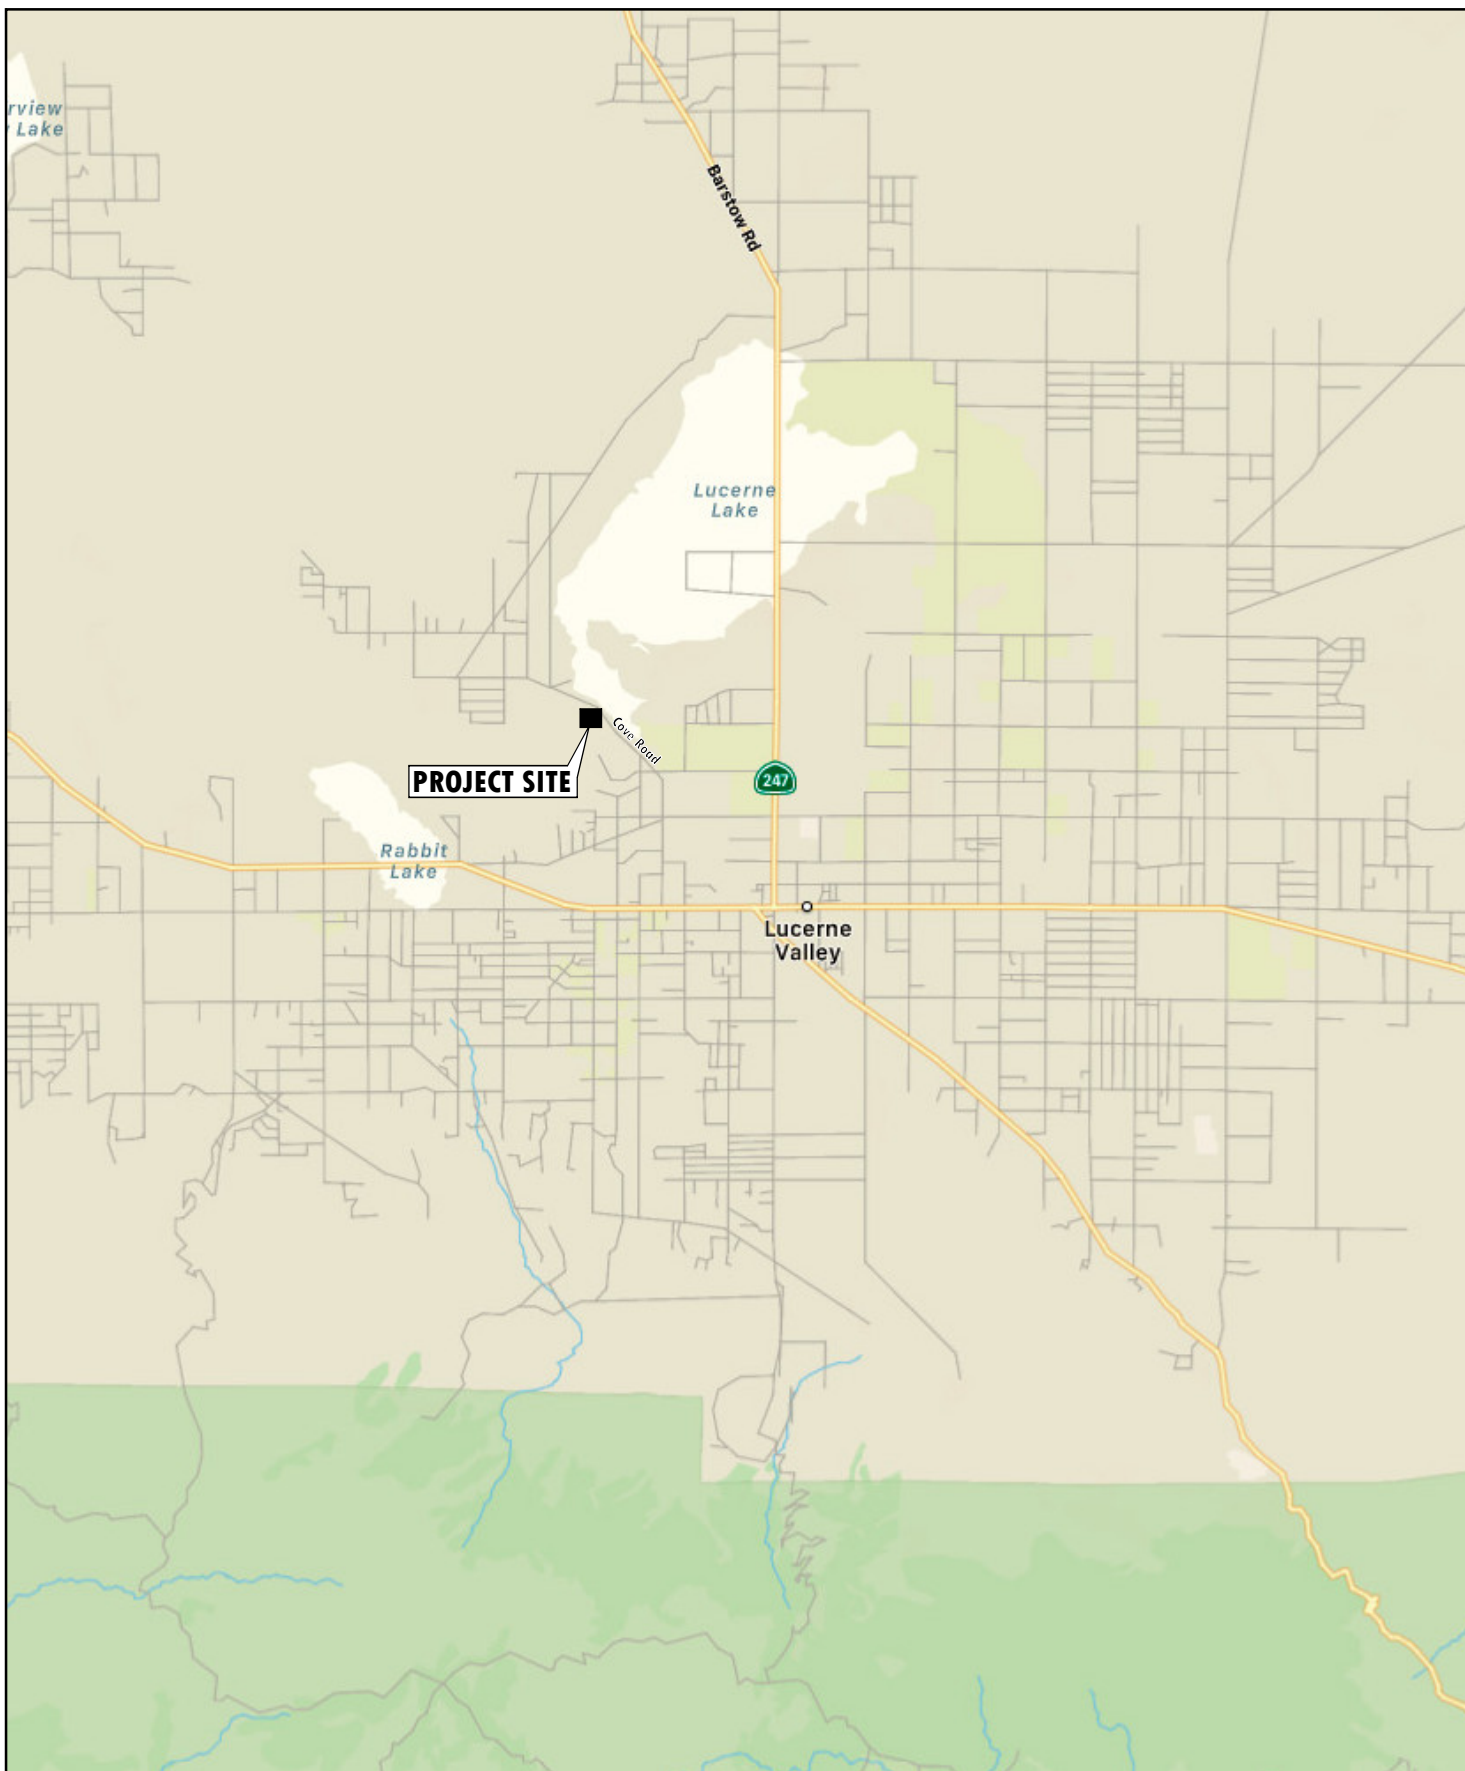 rview
Lake
Barstow Rd
Lucerne
Lake
Cove Road
PROJECT SITE
247
Rabbit
Lake
Lucerne
Valley